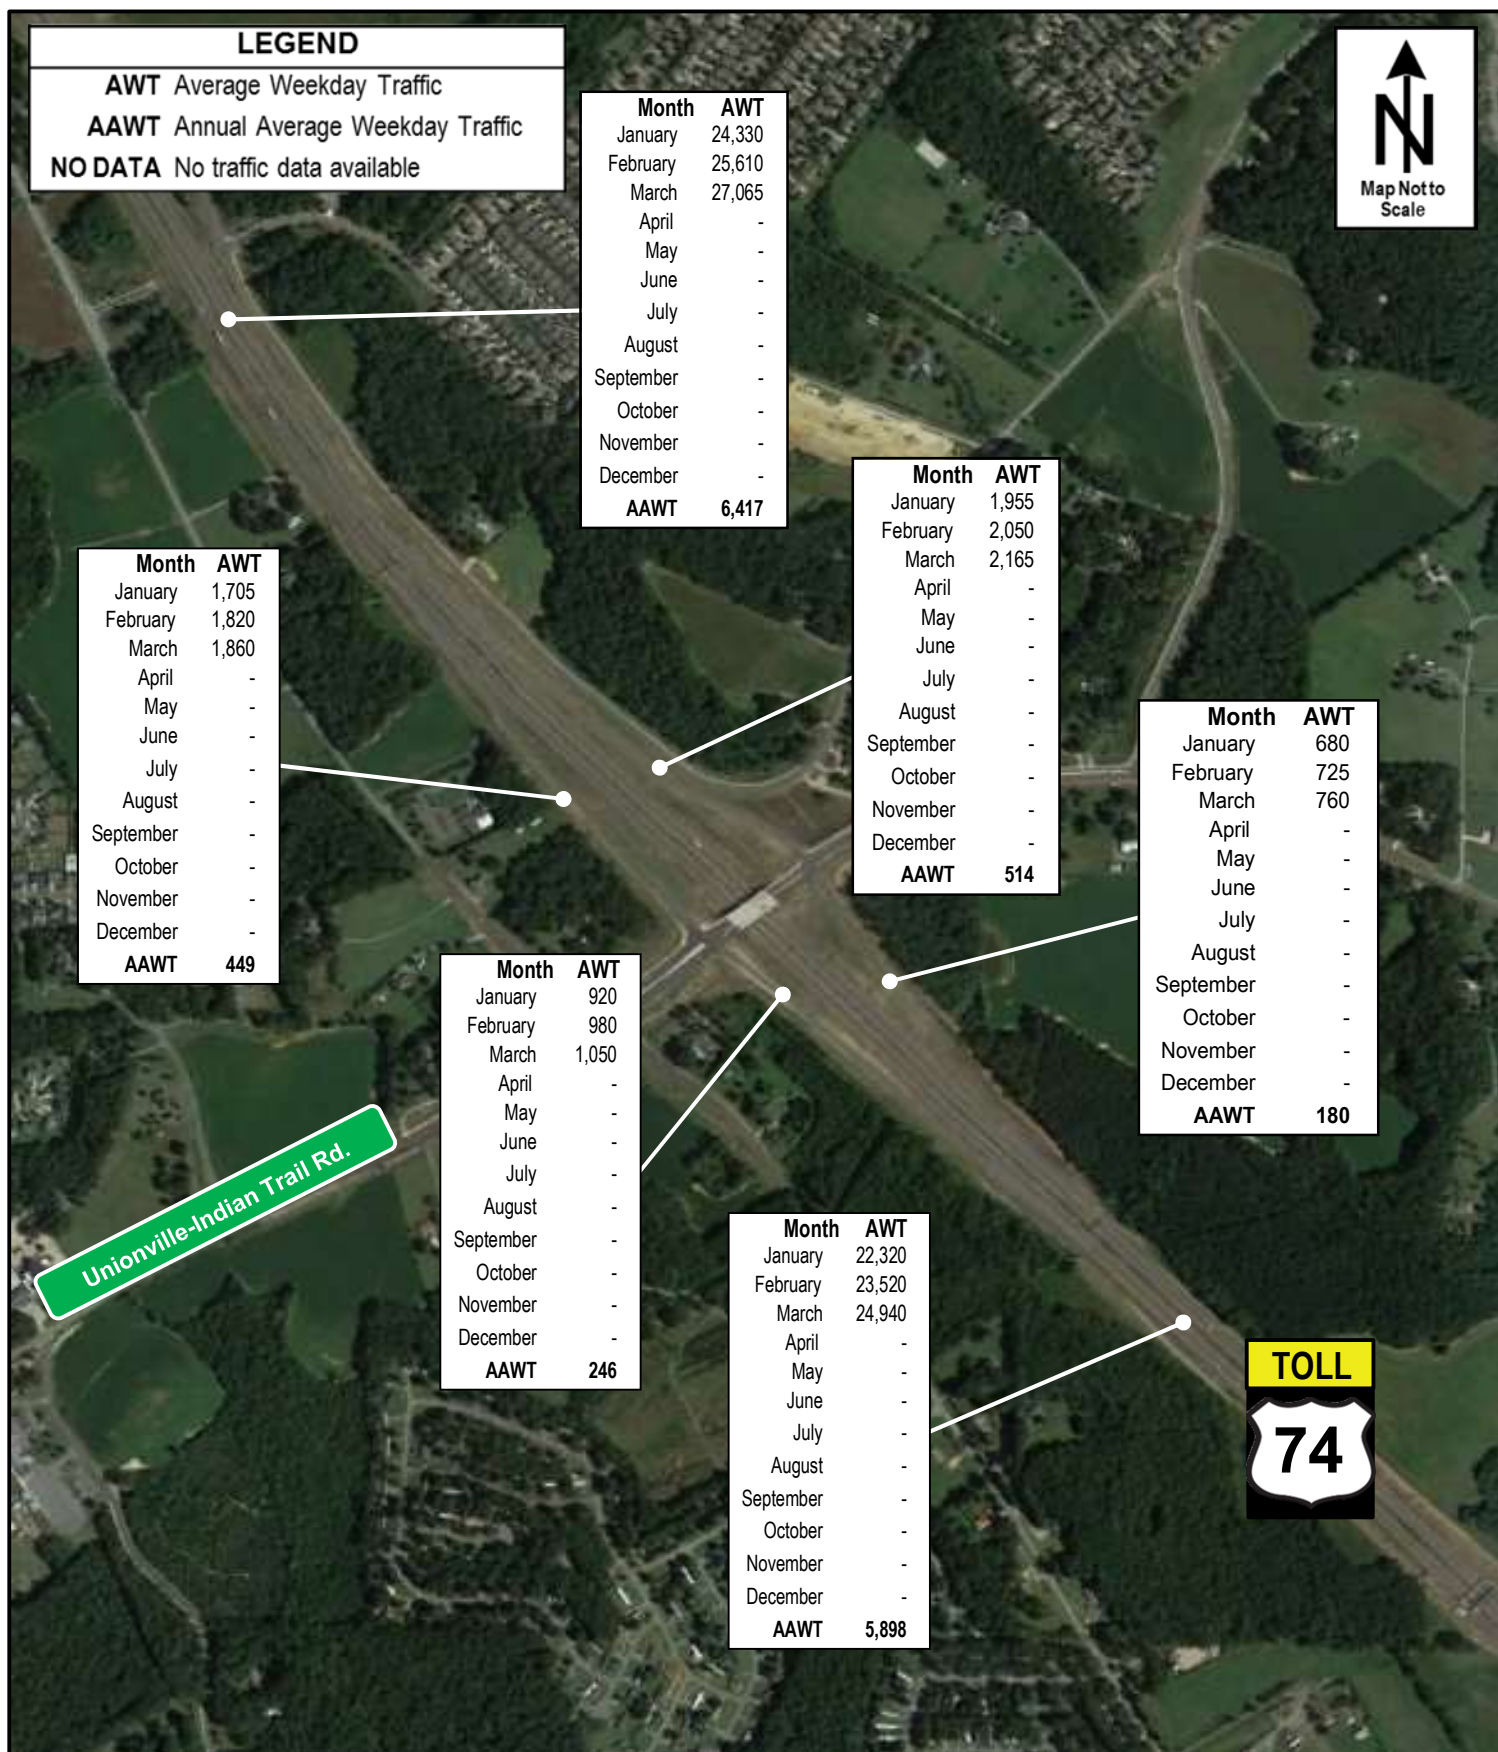 LEGEND
AWT Average Weekday Traffic
AAWT Annual Average Weekday Traffic
NO DATA No traffic data available
N
Map Not to
Scale
Month AWT
January 24,330
February 25,610
March 27,065
April -
May -
June -
July -
August -
September -
October -
November -
December -
AAWT 6,417
Month AWT
January 1,955
February 2,050
March 2,165
April -
May -
June -
July -
August -
September -
October -
November -
December -
AAWT 514
Month AWT
January 1,705
February 1,820
March 1,860
April -
May -
June -
July -
August -
September -
October -
November -
December -
AAWT 449
Month AWT
January 680
February 725
March 760
April -
May -
June -
July -
August -
September -
October -
November -
December -
AAWT 180
Month AWT
January 920
February 980
March 1,050
April -
May -
June -
July -
August -
September -
October -
November -
December -
AAWT 246
Unionville-Indian Trail Rd.
Month AWT
January 22,320
February 23,520
March 24,940
April -
May -
June -
July -
August -
September -
October -
November -
December -
AAWT 5,898
TOLL
74